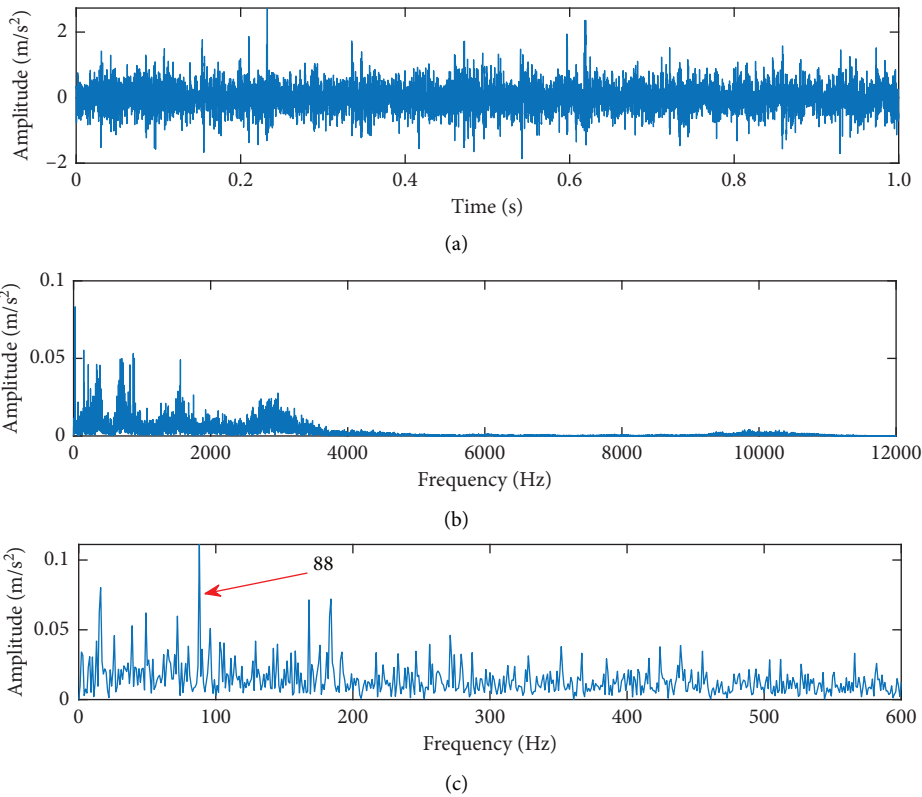 2
0
−2
Amplitude (m/s²)
0 0.2 0.4 0.6 0.8 1.0
Time (s)
(a)
0.1
0.05
0
Amplitude (m/s²)
0 2000 4000 6000 8000 10000 12000
Frequency (Hz)
(b)
0.1
88
0.05
0
Amplitude (m/s²)
0 100 200 300 400 500 600
Frequency (Hz)
(c)